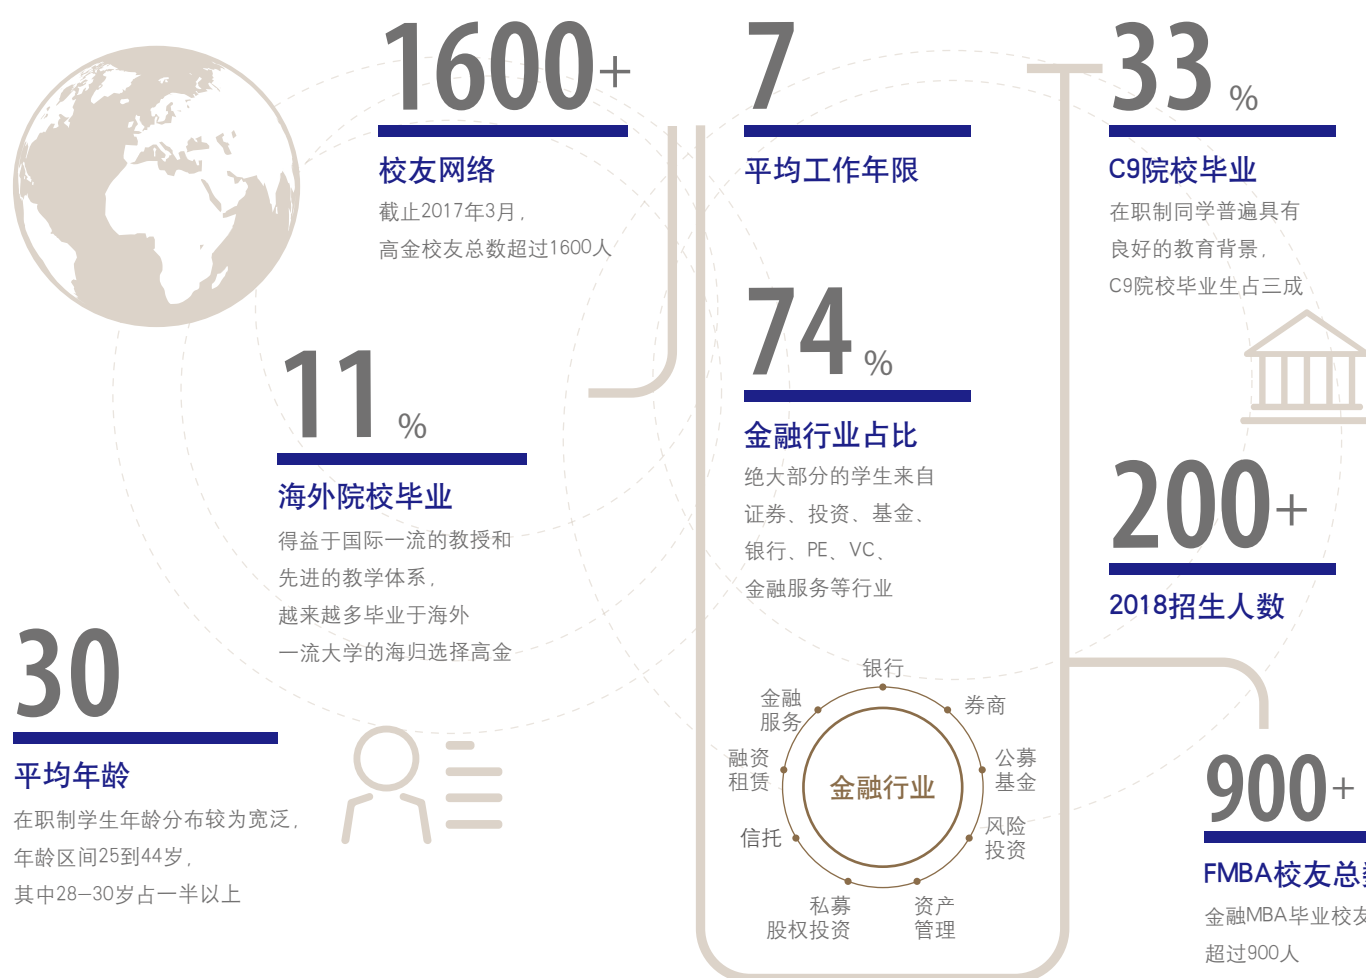 1600+
校友网络
截止2017年3月，
高金校友总数超过1600人
7
平均工作年限
33 %
C9院校毕业
在职制同学普遍具有
良好的教育背景，
C9院校毕业生占三成
11 %
海外院校毕业
得益于国际一流的教授和
先进的教学体系，
越来越多毕业于海外
一流大学的海归选择高金
74 %
金融行业占比
绝大部分的学生来自
证券、投资、基金、
银行、PE、VC、
金融服务等行业
200+
2018招生人数
30
平均年龄
在职制学生年龄分布较为宽泛，
年龄区间25到44岁，
其中28—30岁占一半以上
金融行业
银行
券商
公募
基金
风险
投资
资产
管理
私募
股权投资
信托
融资
租赁
金融
服务
900+
FMBA校友总
金融MBA毕业校友
超过900人